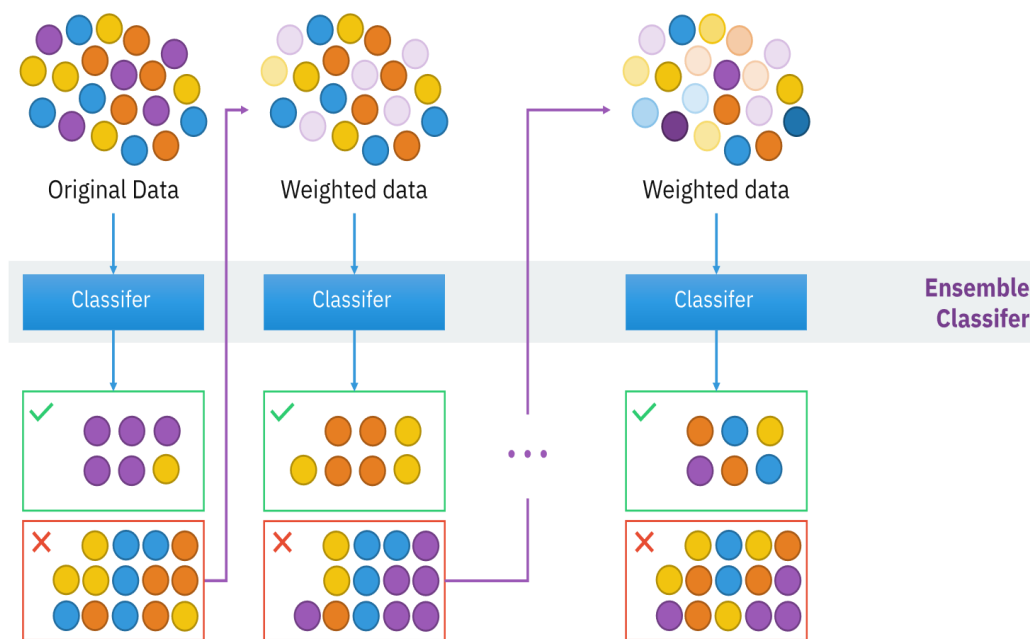 Original Data
Weighted data
Weighted data
Classifer
Classifer
Classifer
Ensemble
Classifer